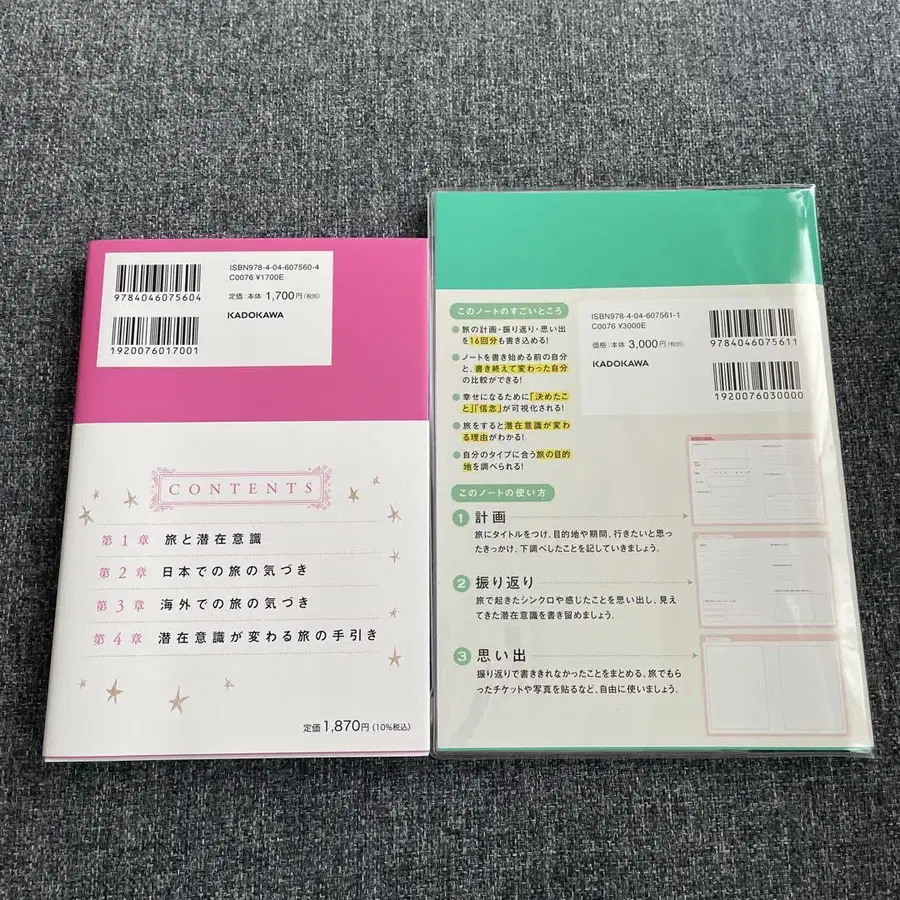 ISBN978-4-04-607560-4
C0076 ¥1700E
定価:本体 1,700円(税別)
KADOKAWA
9784046075604
1920076017001
CONTENTS
第1章 旅と潜在意識
第2章 日本での旅の気づき
第3章 海外での旅の気づき
第4章 潜在意識が変わる旅の手引き
定価1,870円(10%税込)
このノートのすごいところ
旅の計画・振り返り・思い出
を16回分も書き込める!
ノートを書き始める前の自分
と、書き終えて変わった自分
の比較ができる!
幸せになるために「決めたこ
と」「信念」が可視化される!
旅をすると潜在意識が変わ
る理由がわかる!
自分のタイプに合う旅の目的
地を調べられる!
ISBN978-4-04-607561-1
C0076 ¥3000E
価格:本体 3,000円(税別)
KADOKAWA
9784046075611
1920076030000
このノートの使い方
1 計画
旅にタイトルをつけ、目的地や期間、行きたいと思っ
たきっかけ、下調べしたことを記していきましょう。
2 振り返り
旅で起きたシンクロや感じたことを思い出し、見え
てきた潜在意識を書き留めましょう。
3 思い出
振り返りで書ききれなかったことをまとめる、旅でもら
ったチケットや写真を貼るなど、自由に使いましょう。